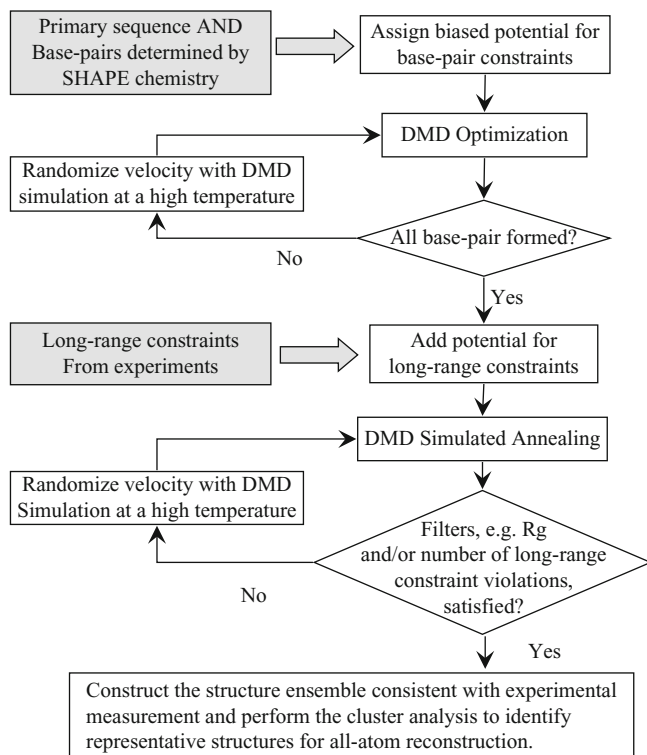 Primary sequence AND
Base-pairs determined by
SHAPE chemistry
Assign biased potential for
base-pair constraints
DMD Optimization
Randomize velocity with DMD
simulation at a high temperature
All base-pair formed?
No
Yes
Long-range constraints
From experiments
Add potential for
long-range constraints
DMD Simulated Annealing
Randomize velocity with DMD
Simulation at a high temperature
Filters, e.g. Rg
and/or number of long-range
constraint violations,
satisfied?
No
Yes
Construct the structure ensemble consistent with experimental
measurement and perform the cluster analysis to identify
representative structures for all-atom reconstruction.